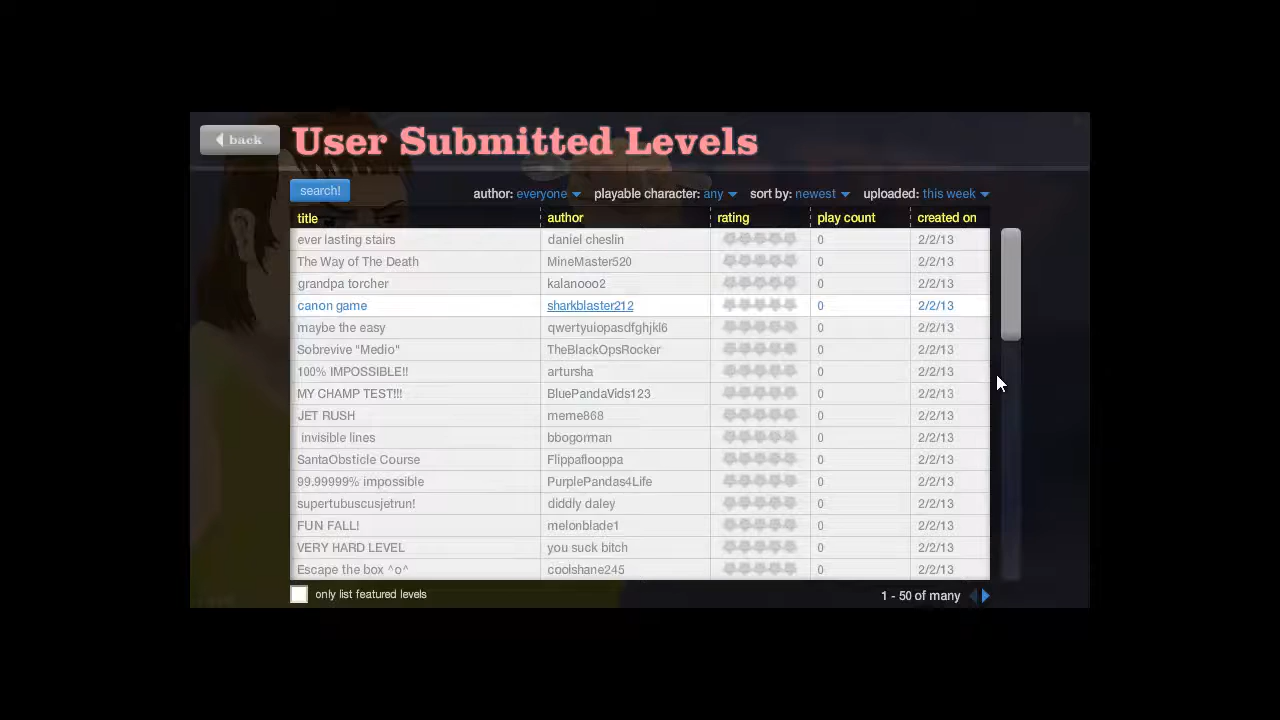 back
User Submitted Levels
search!
author: everyone playable character: any sort by: newest uploaded: this week
title author rating play count created on
ever lasting stairs daniel cheslin 0 2/2/13
The Way of The Death MineMaster520 0 2/2/13
grandpa torcher kalanooo2 0 2/2/13
canon game sharkblaster212 0 2/2/13
maybe the easy qwertyuiopasdfghjkl6 0 2/2/13
Sobrevive "Medio" TheBlackOpsRocker 0 2/2/13
100% IMPOSSIBLE!! artursha 0 2/2/13
MY CHAMP TEST!!! BluePandaVids123 0 2/2/13
JET RUSH meme868 0 2/2/13
invisible lines bbogorman 0 2/2/13
SantaObsticle Course Flippaflooppa 0 2/2/13
99.99999% impossible PurplePandas4Life 0 2/2/13
supertubuscusjetrun! diddly daley 0 2/2/13
FUN FALL! melonblade1 0 2/2/13
VERY HARD LEVEL you suck bitch 0 2/2/13
Escape the box ^o^ coolshane245 0 2/2/13
only list featured levels 1 - 50 of many